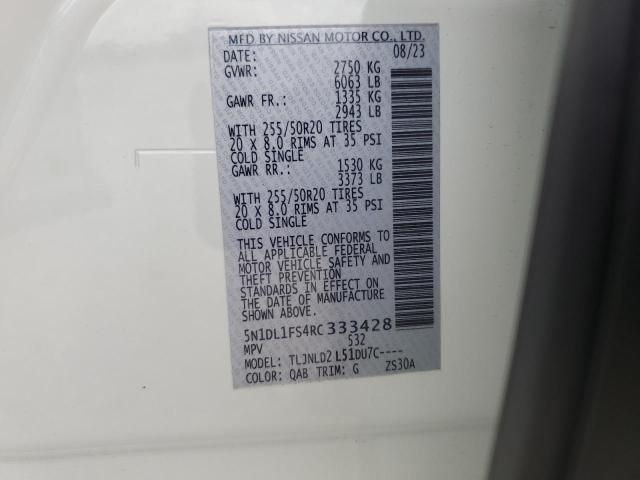 MFD BY NISSAN MOTOR CO., LTD.
DATE: 08/23
GVWR: 2750 KG
6063 LB
GAWR FR.: 1335 KG
2943 LB
WITH 255/50R20 TIRES
20 X 8.0 RIMS AT 35 PSI
COLD SINGLE
GAWR RR.: 1530 KG
3373 LB
WITH 255/50R20 TIRES
20 X 8.0 RIMS AT 35 PSI
COLD SINGLE
THIS VEHICLE CONFORMS TO
ALL APPLICABLE FEDERAL
MOTOR VEHICLE SAFETY AND
THEFT PREVENTION
STANDARDS IN EFFECT ON
THE DATE OF MANUFACTURE
SHOWN ABOVE.
5N1DL1FS4RC333428
MPV 532
MODEL: TLJNLD2 L51DU7C----
COLOR: QAB TRIM: G ZS30A